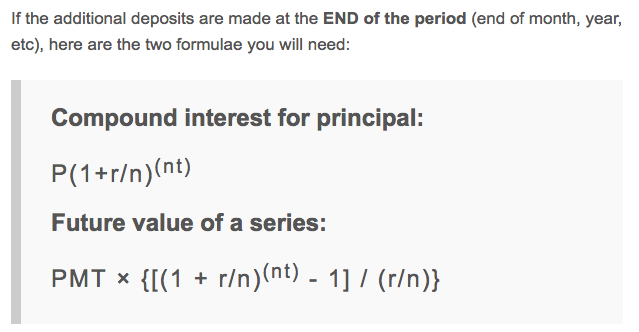 If the additional deposits are made at the END of the period (end of month, year,
etc), here are the two formulae you will need:
Compound interest for principal:
P(1+r/n)(nt)
Future value of a series:
PMT × {[(1 + r/n)(nt) - 1] / (r/n)}